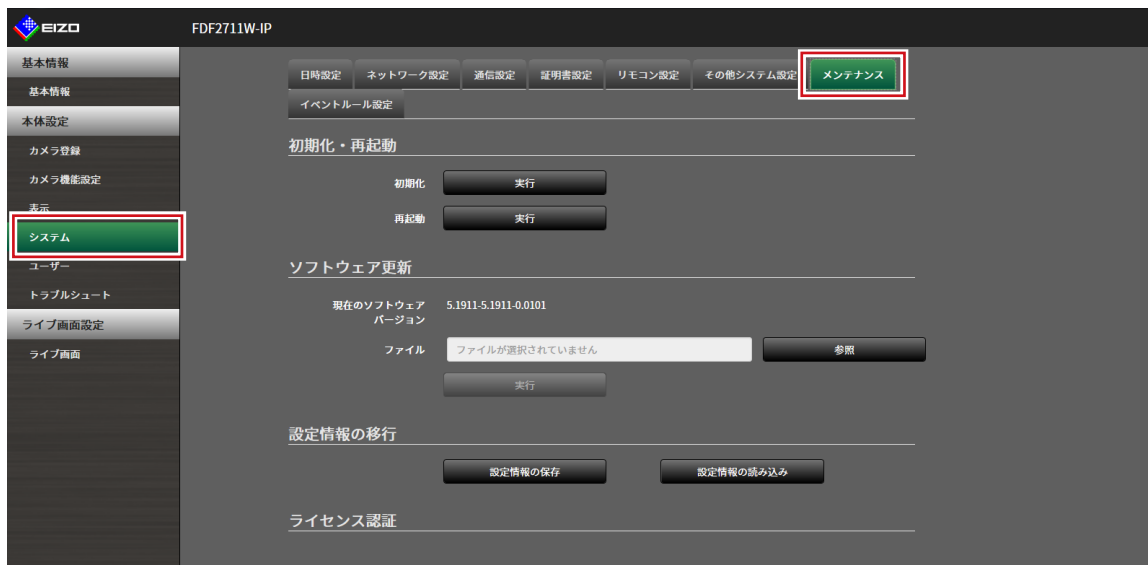 EIZO
FDF2711W-IP
基本情報
基本情報
本体設定
カメラ登録
カメラ機能設定
表示
システム
ユーザー
トラブルシュート
ライブ画面設定
ライブ画面
日時設定 ネットワーク設定 通信設定 証明書設定 リモコン設定 その他システム設定 メンテナンス
イベントルール設定
初期化・再起動
初期化 実行
再起動 実行
ソフトウェア更新
現在のソフトウェア 5.1911-5.1911-0.0101
バージョン
ファイル ファイルが選択されていません 参照
実行
設定情報の移行
設定情報の保存 設定情報の読み込み
ライセンス認証